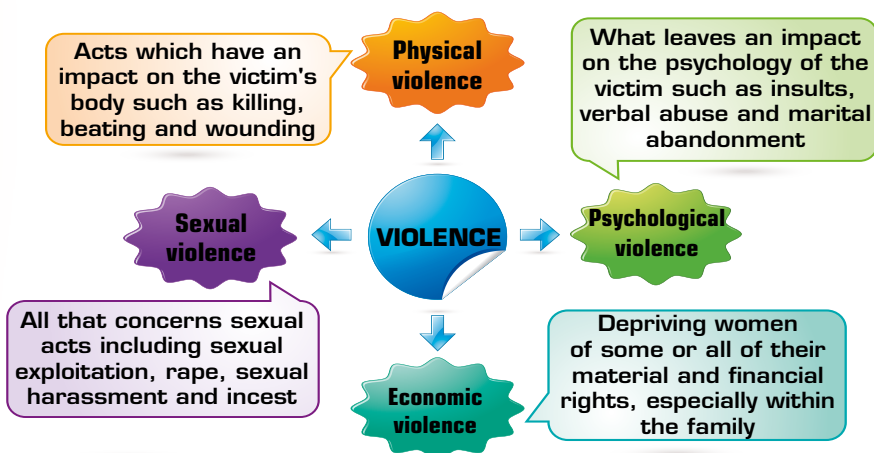 Acts which have an
impact on the victim's
body such as killing,
beating and wounding
Physical
violence
What leaves an impact
on the psychology of the
victim such as insults,
verbal abuse and marital
abandonment
Sexual
violence
VIOLENCE
Psychological
violence
All that concerns sexual
acts including sexual
exploitation, rape, sexual
harassment and incest
Economic
violence
Depriving women
of some or all of their
material and financial
rights, especially within
the family